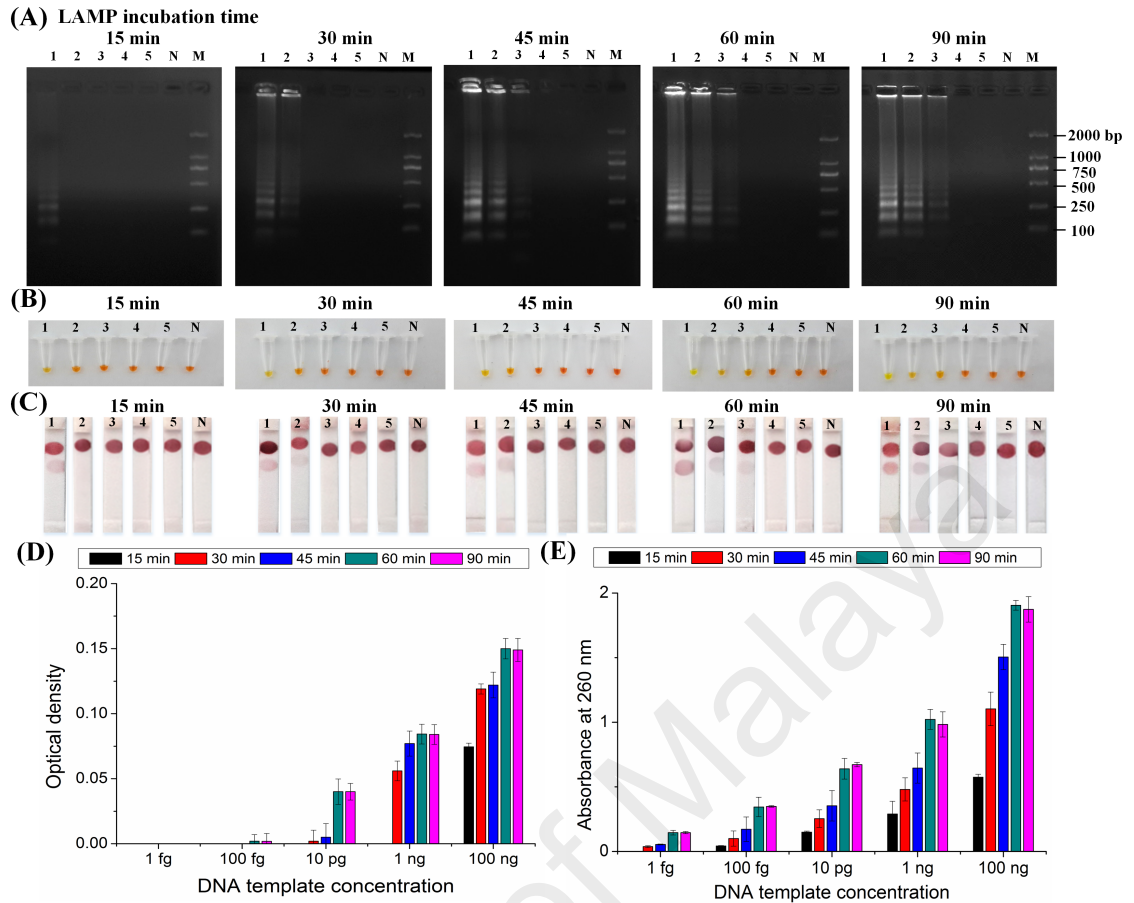 (A) LAMP incubation time
15 min 30 min 45 min 60 min 90 min
1 2 3 4 5 N M 1 2 3 4 5 N M 1 2 3 4 5 N M 1 2 3 4 5 N M 1 2 3 4 5 N M
2000 bp
1000
750
500
250
100
(B) 15 min 30 min 45 min 60 min 90 min
1 2 3 4 5 N 1 2 3 4 5 N 1 2 3 4 5 N 1 2 3 4 5 N 1 2 3 4 5 N
(C) 15 min 30 min 45 min 60 min 90 min
1 2 3 4 5 N 1 2 3 4 5 N 1 2 3 4 5 N 1 2 3 4 5 N 1 2 3 4 5 N
(D)
15 min 30 min 45 min 60 min 90 min
0.20
0.15
0.10
0.05
0.00
Optical density
1 fg 100 fg 10 pg 1 ng 100 ng
DNA template concentration
(E)
15 min 30 min 45 min 60 min 90 min
2
1
0
Absorbance at 260 nm
1 fg 100 fg 10 pg 1 ng 100 ng
DNA template concentration
of Malaya